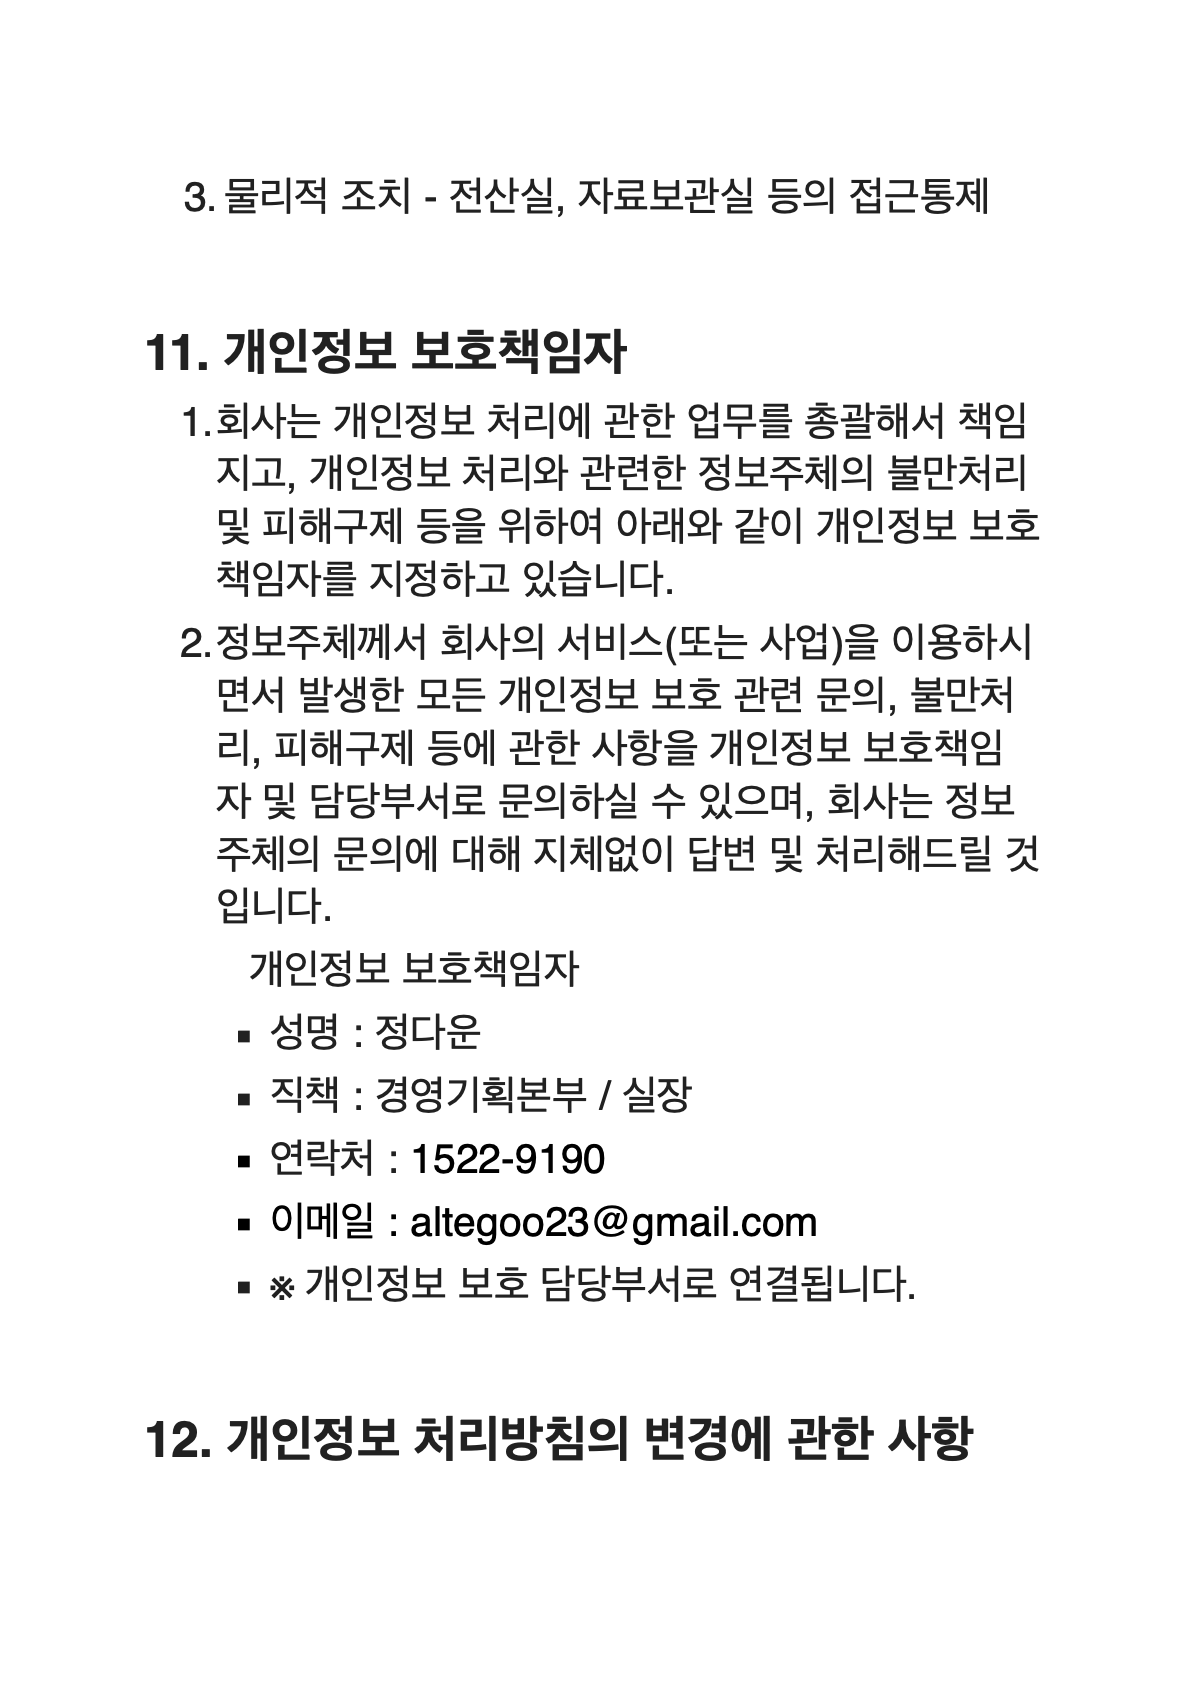 3. 물리적 조치 - 전산실, 자료보관실 등의 접근통제
11. 개인정보 보호책임자
1. 회사는 개인정보 처리에 관한 업무를 총괄해서 책임
지고, 개인정보 처리와 관련한 정보주체의 불만처리
및 피해구제 등을 위하여 아래와 같이 개인정보 보호
책임자를 지정하고 있습니다.
2. 정보주체께서 회사의 서비스(또는 사업)을 이용하시
면서 발생한 모든 개인정보 보호 관련 문의, 불만처
리, 피해구제 등에 관한 사항을 개인정보 보호책임
자 및 담당부서로 문의하실 수 있으며, 회사는 정보
주체의 문의에 대해 지체없이 답변 및 처리해드릴 것
입니다.
개인정보 보호책임자
▪ 성명 : 정다운
▪ 직책 : 경영기획본부 / 실장
▪ 연락처 : 1522-9190
▪ 이메일 : altegoo23@gmail.com
▪ ※ 개인정보 보호 담당부서로 연결됩니다.
12. 개인정보 처리방침의 변경에 관한 사항